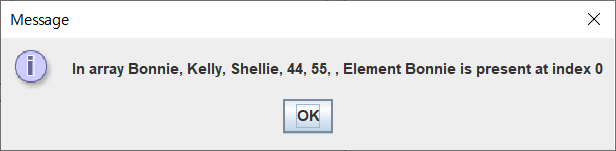 Message
In array Bonnie, Kelly, Shellie, 44, 55, , Element Bonnie is present at index 0
OK